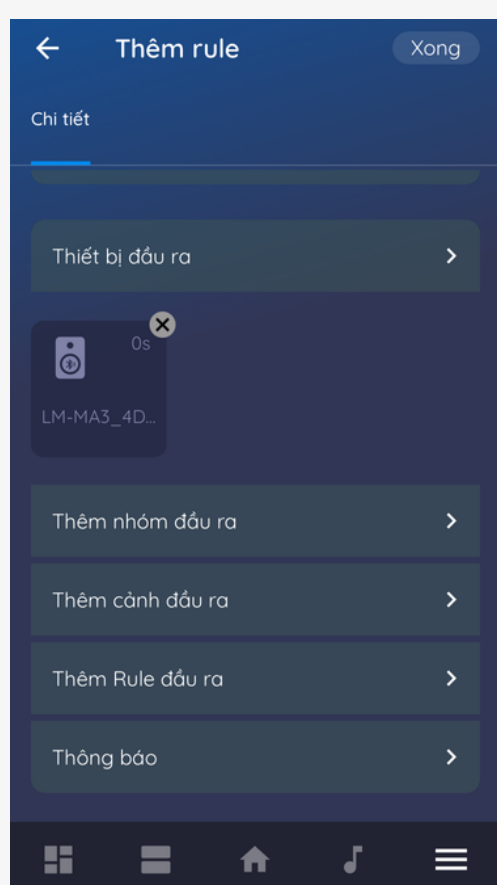 Thêm rule
Xong
Chi tiết
Thiết bị đầu ra
0s
LM-MA3_4D...
Thêm nhóm đầu ra
Thêm cảnh đầu ra
Thêm Rule đầu ra
Thông báo